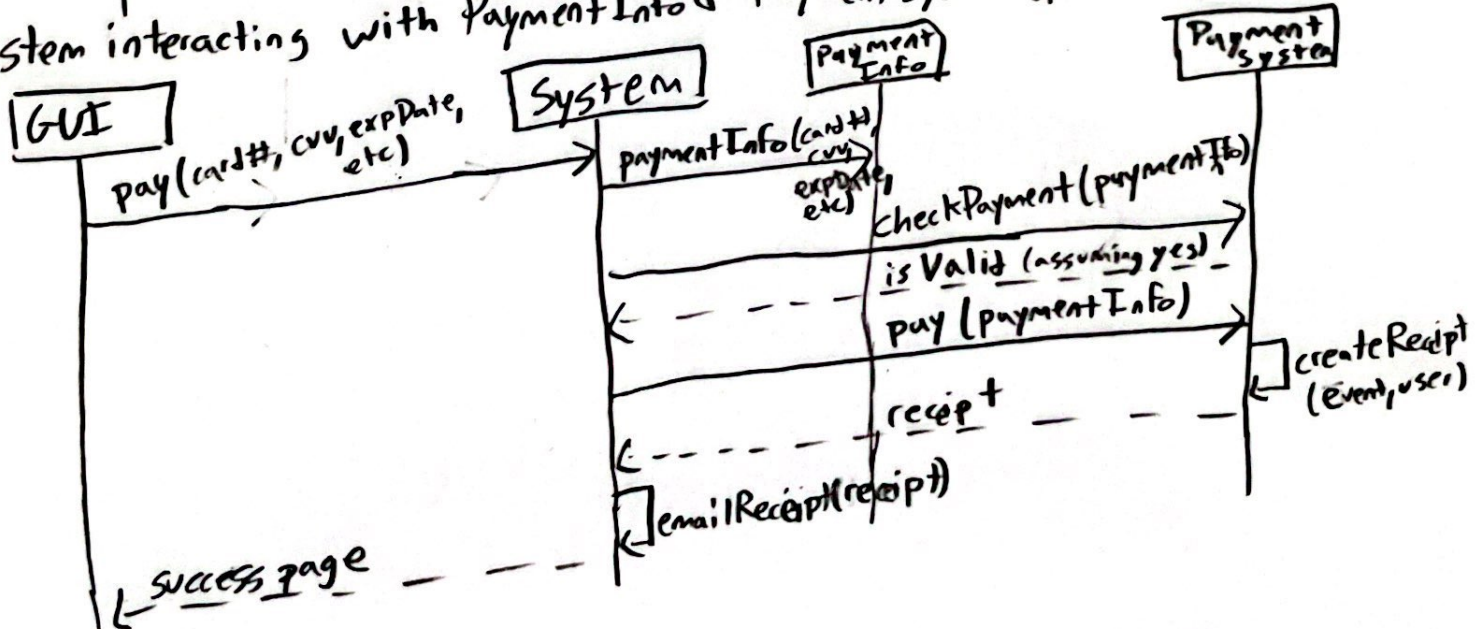 stem interacting with PaymentInfo
GUI
System
Payment
Info
Payment
System
pay(card#, cvv, expDate,
etc)
paymentInfo(card#,
cvv,
expDate,
etc)
checkPayment(paymentInfo)
isValid (assuming yes)
pay (paymentInfo)
createReceipt
(event, user)
receipt
emailReceipt(receipt)
success page